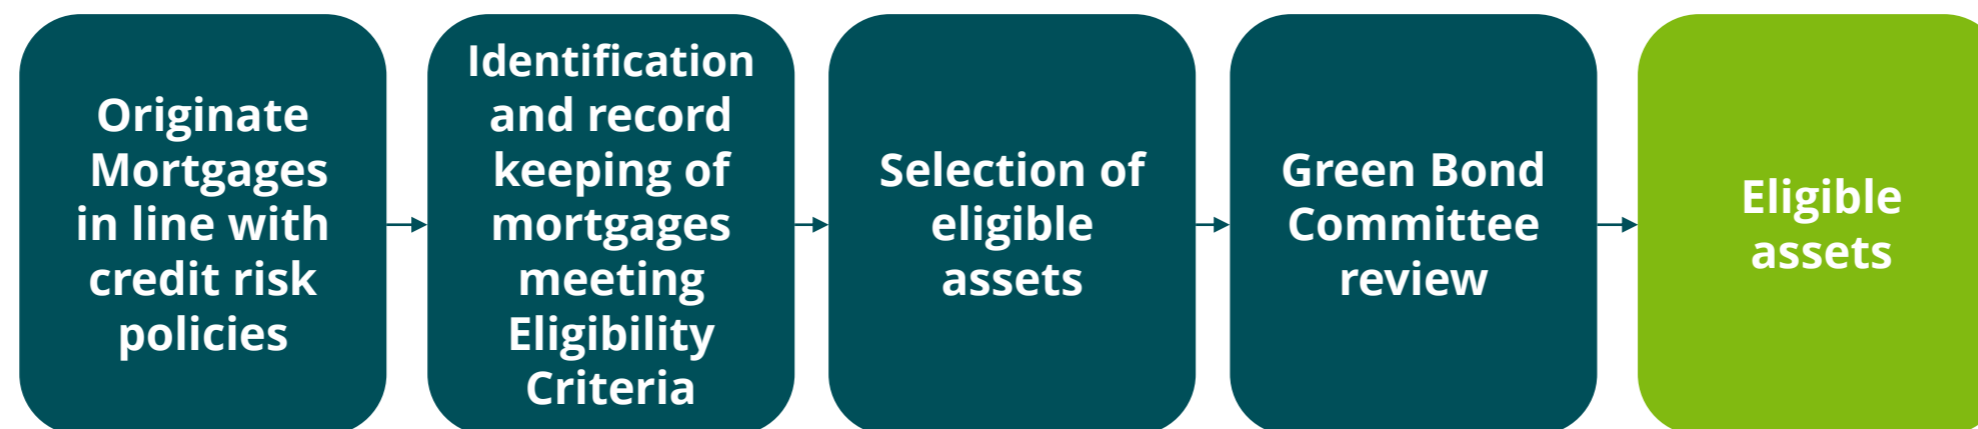 Originate
Mortgages
in line with
credit risk
policies
Identification
and record
keeping of
mortgages
meeting
Eligibility
Criteria
Selection of
eligible
assets
Green Bond
Committee
review
Eligible
assets